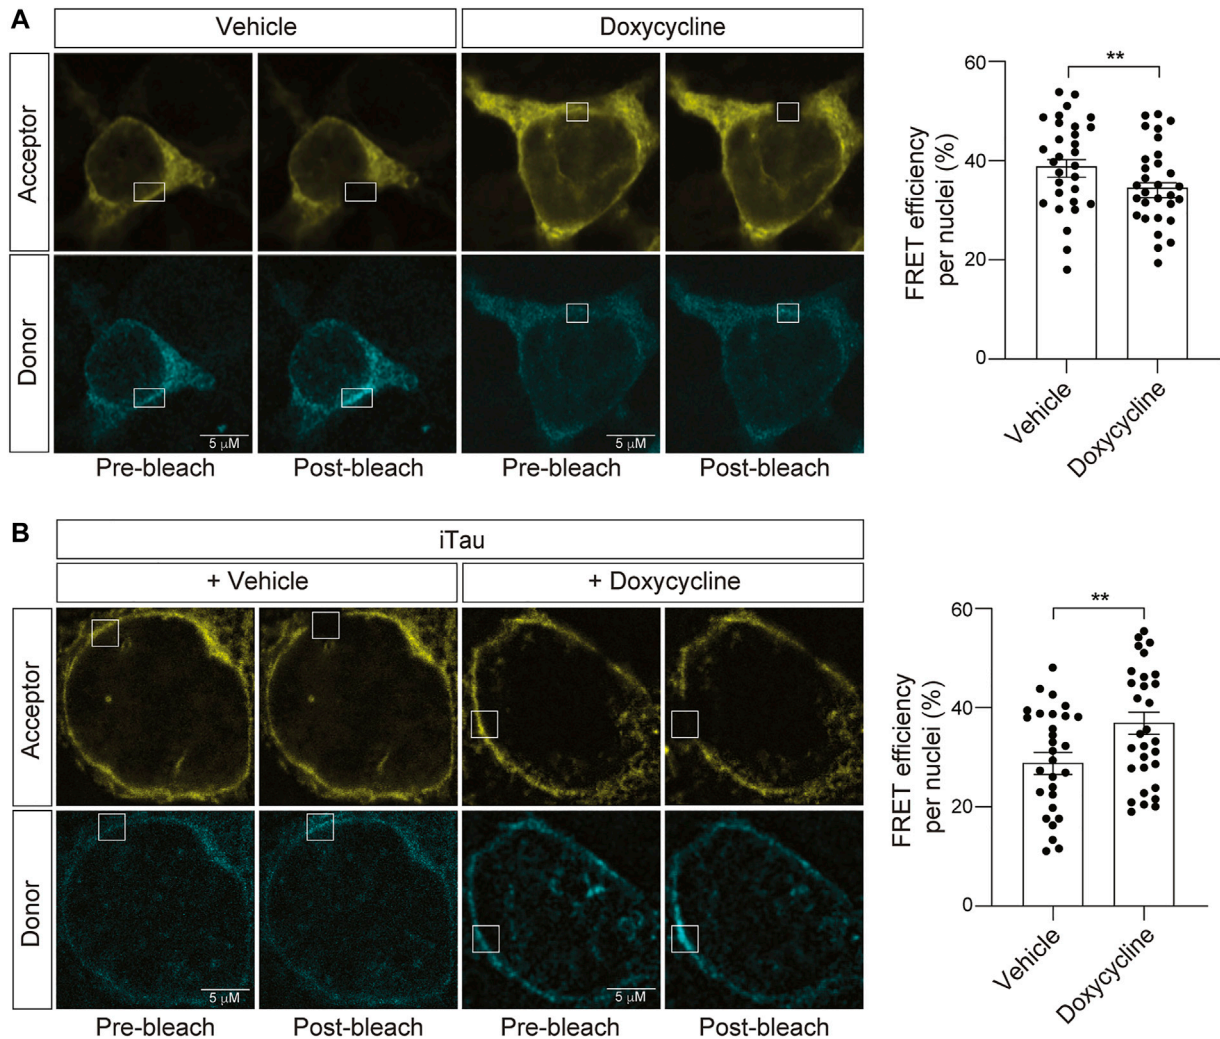 A
Vehicle
Doxycycline
Acceptor
Donor
5 µM
5 µM
Pre-bleach
Post-bleach
Pre-bleach
Post-bleach
**
FRET efficiency
per nuclei (%)
60
40
20
0
Vehicle
Doxycycline
B
iTau
+ Vehicle
+ Doxycycline
Acceptor
Donor
5 µM
5 µM
Pre-bleach
Post-bleach
Pre-bleach
Post-bleach
**
FRET efficiency
per nuclei (%)
60
40
20
0
Vehicle
Doxycycline